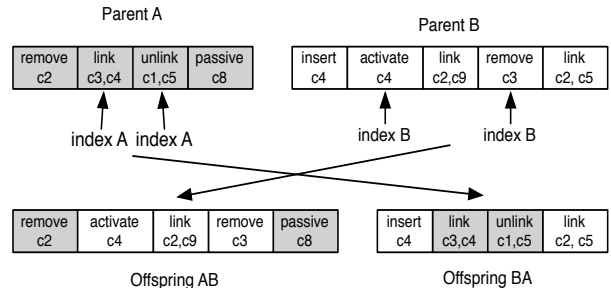 Parent A
Parent B
remove link unlink passive
c2 c3,c4 c1,c5 c8
insert activate link remove link
c4 c4 c2,c9 c3 c2, c5
index A index A
index B index B
remove activate link remove passive
c2 c4 c2,c9 c3 c8
insert link unlink link
c4 c3,c4 c1,c5 c2, c5
Offspring AB
Offspring BA